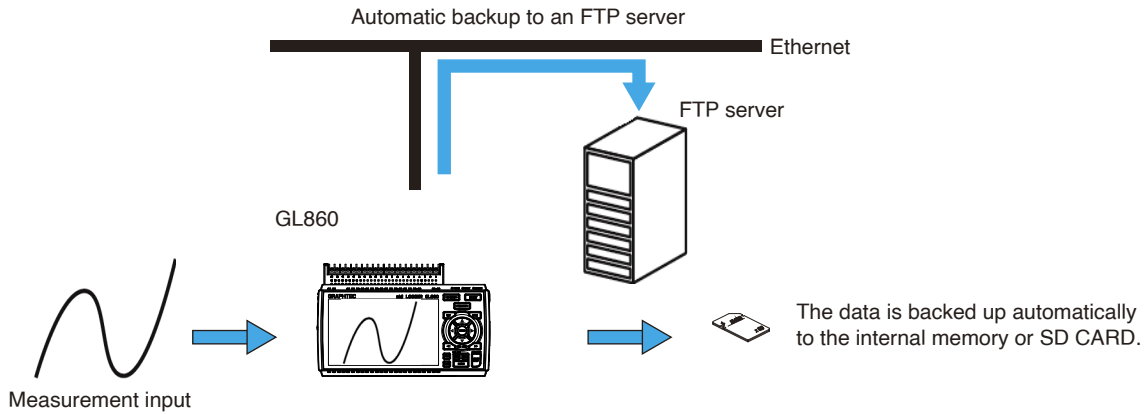 Automatic backup to an FTP server
Ethernet
FTP server
GL860
GRAPHTEC
The data is backed up automatically
to the internal memory or SD CARD.
Measurement input